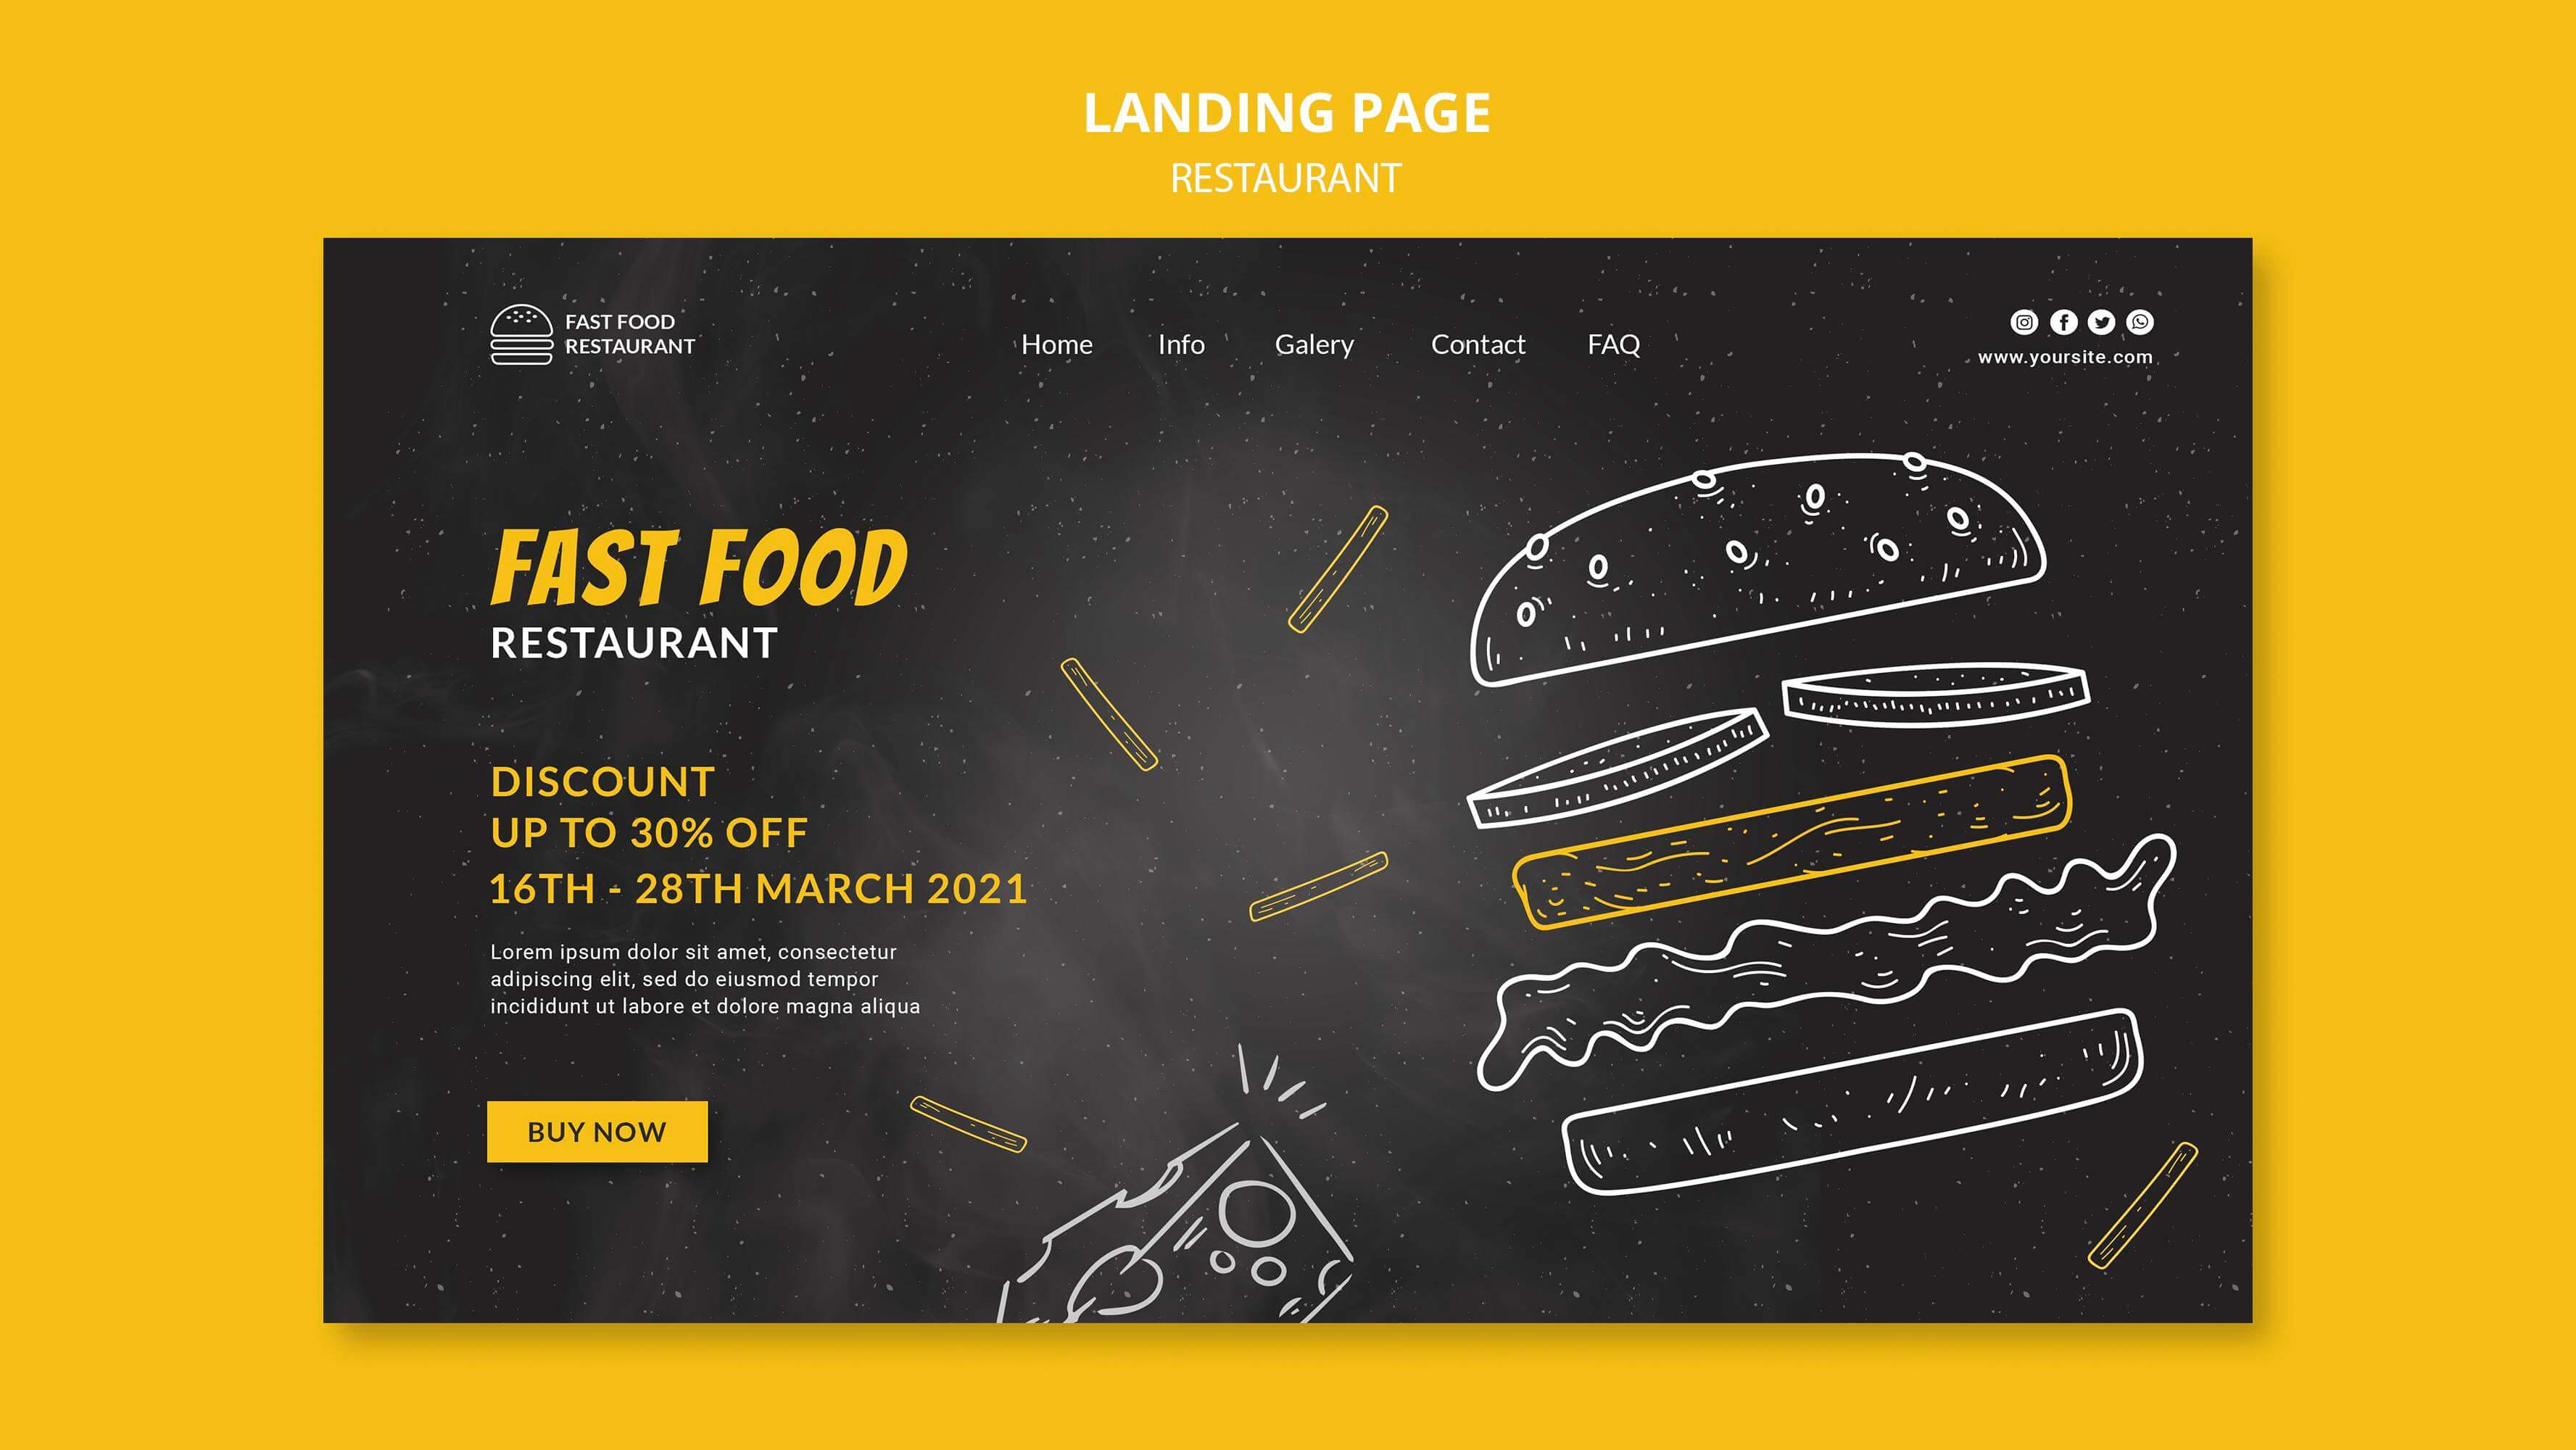 LANDING PAGE
RESTAURANT
FAST FOOD
RESTAURANT
Home Info Galery Contact FAQ
www.yoursite.com
FAST FOOD
RESTAURANT
DISCOUNT
UP TO 30% OFF
16TH - 28TH MARCH 2021
Lorem ipsum dolor sit amet, consectetur
adipiscing elit, sed do eiusmod tempor
incididunt ut labore et dolore magna aliqua
BUY NOW